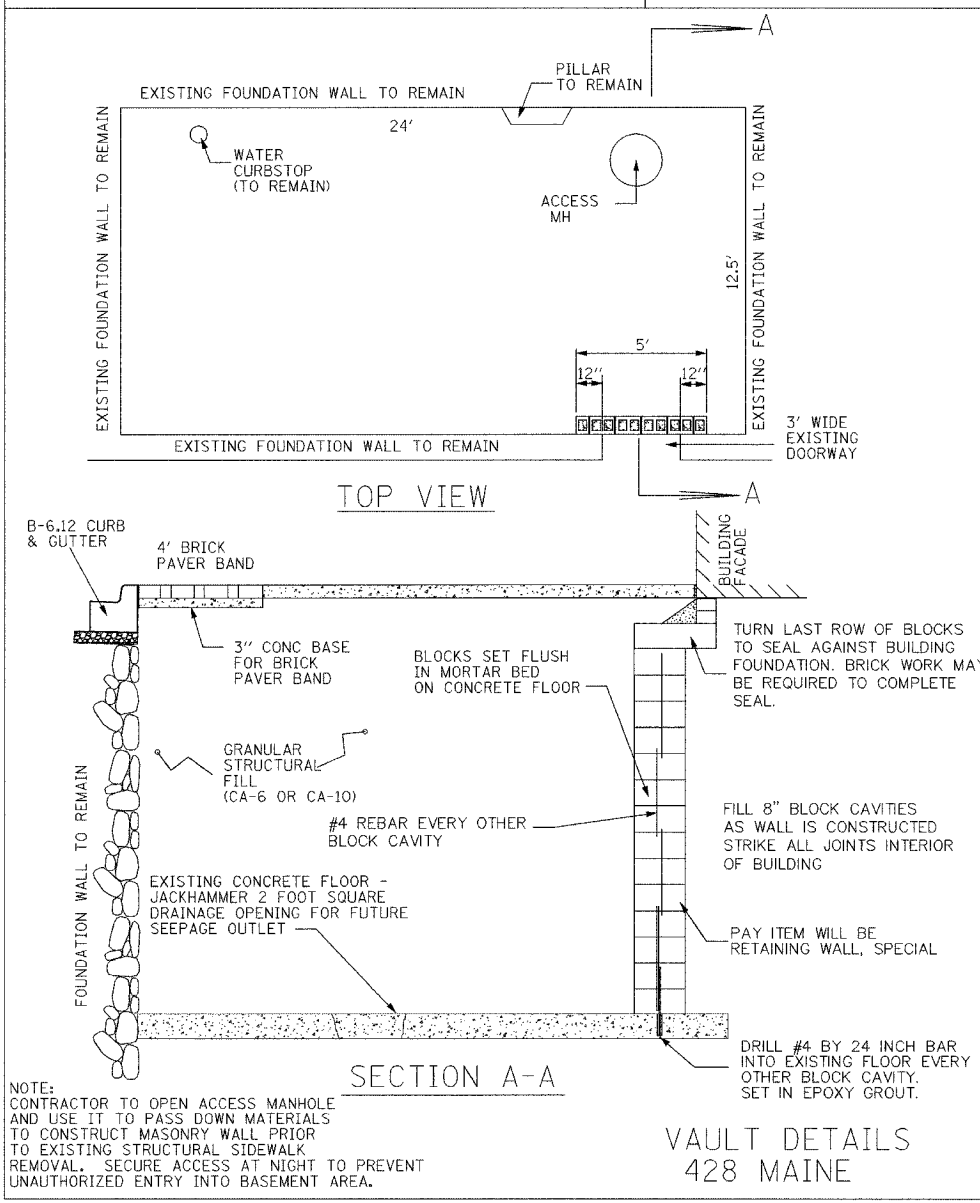 A
PILLAR
TO REMAIN
EXISTING FOUNDATION WALL TO REMAIN
24'
EXISTING FOUNDATION WALL TO REMAIN
WATER
CURBSTOP
(TO REMAIN)
ACCESS
MH
EXISTING FOUNDATION WALL TO REMAIN
12.5'
5'
12''
12''
EXISTING FOUNDATION WALL TO REMAIN
3' WIDE
EXISTING
DOORWAY
TOP VIEW
A
B-6.12 CURB
& GUTTER
4' BRICK
PAVER BAND
BUILDING
FACADE
3'' CONC BASE
FOR BRICK
PAVER BAND
BLOCKS SET FLUSH
IN MORTAR BED
ON CONCRETE FLOOR
TURN LAST ROW OF BLOCKS
TO SEAL AGAINST BUILDING
FOUNDATION. BRICK WORK MAY
BE REQUIRED TO COMPLETE
SEAL.
GRANULAR
STRUCTURAL
FILL
(CA-6 OR CA-10)
FOUNDATION WALL TO REMAIN
#4 REBAR EVERY OTHER
BLOCK CAVITY
FILL 8" BLOCK CAVITIES
AS WALL IS CONSTRUCTED
STRIKE ALL JOINTS INTERIOR
OF BUILDING
EXISTING CONCRETE FLOOR -
JACKHAMMER 2 FOOT SQUARE
DRAINAGE OPENING FOR FUTURE
SEEPAGE OUTLET
PAY ITEM WILL BE
RETAINING WALL, SPECIAL
DRILL #4 BY 24 INCH BAR
INTO EXISTING FLOOR EVERY
OTHER BLOCK CAVITY.
SET IN EPOXY GROUT.
SECTION A-A
NOTE:
CONTRACTOR TO OPEN ACCESS MANHOLE
AND USE IT TO PASS DOWN MATERIALS
TO CONSTRUCT MASONRY WALL PRIOR
TO EXISTING STRUCTURAL SIDEWALK
REMOVAL. SECURE ACCESS AT NIGHT TO PREVENT
UNAUTHORIZED ENTRY INTO BASEMENT AREA.
VAULT DETAILS
428 MAINE